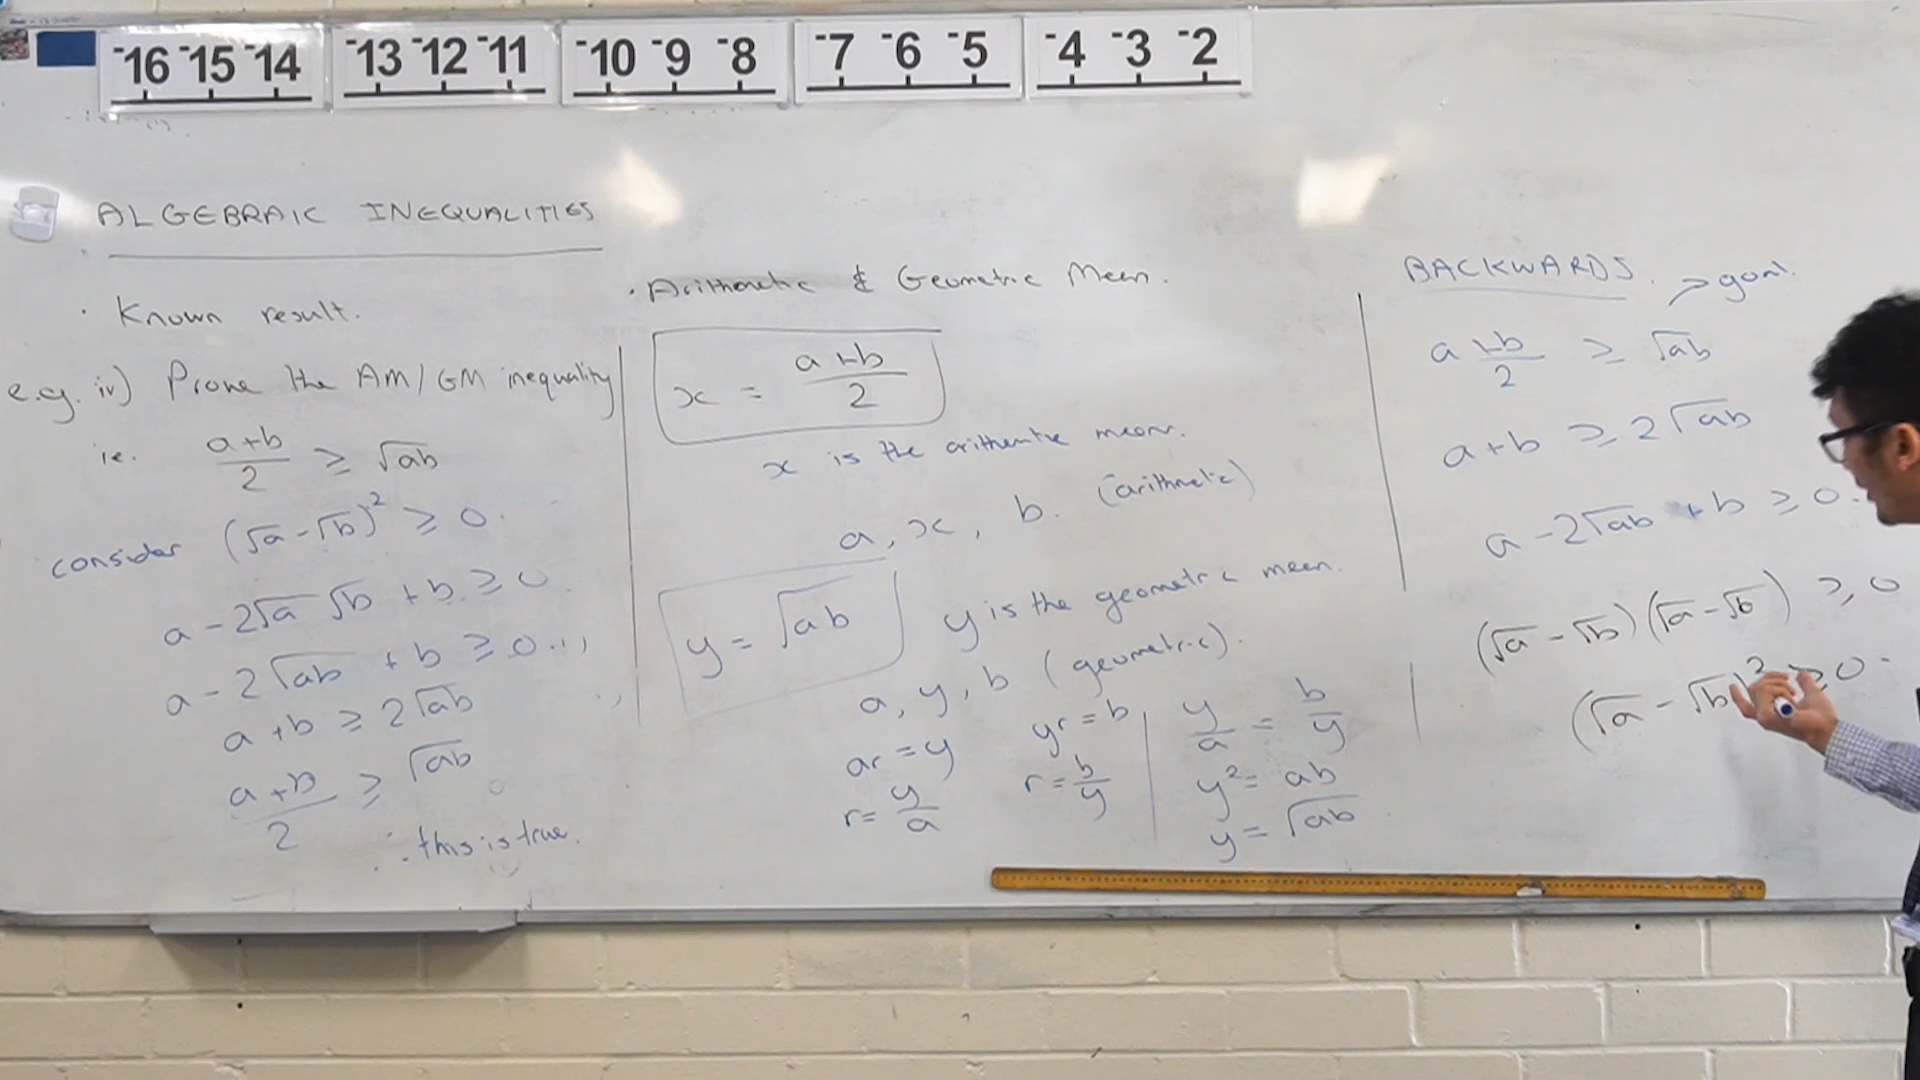 -16 -15 -14 -13 -12 -11 -10 -9 -8 -7 -6 -5 -4 -3 -2
ALGEBRAIC INEQUALITIES
· Known result.
e.g. iv) Prove the AM/GM inequality
ie. (a+b)/2 ≥ √ab
consider (√a-√b)² ≥ 0.
a - 2√a √b + b ≥ 0
a - 2√ab + b ≥ 0
a + b ≥ 2√ab
(a+b)/2 ≥ √ab
∴ this is true.
· Arithmetic & Geometric Mean.
x = (a+b)/2
x is the arithmetic mean.
a, x, b. (arithmetic)
y = √ab
y is the geometric mean.
a, y, b (geometric).
ar = y
r = y/a
yr = b
r = b/y
y/a = b/y
y² = ab
y = √ab
BACKWARDS.
→ goal.
(a+b)/2 ≥ √ab
a+b ≥ 2√ab
a - 2√ab + b ≥ 0.
(√a - √b)(√a - √b) ≥ 0
(√a - √b)² ≥ 0.